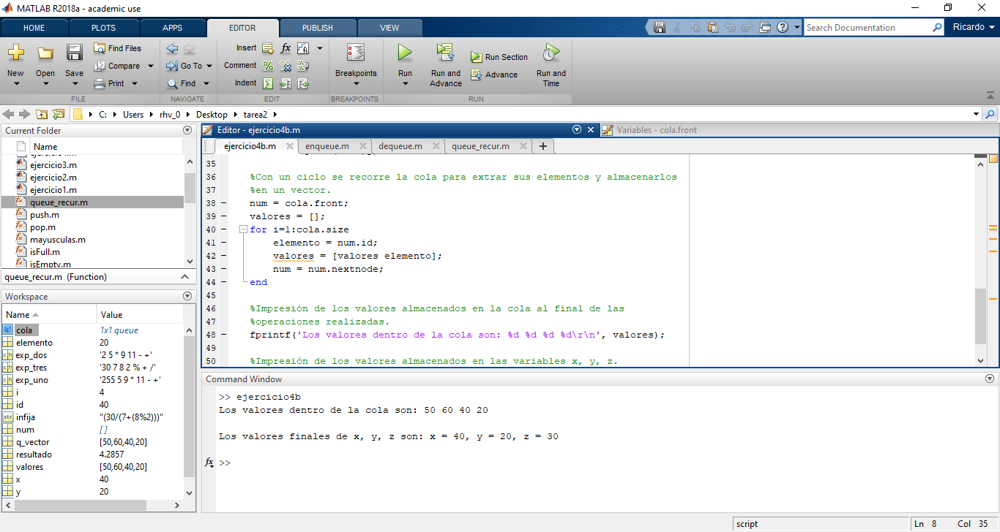 MATLAB R2018a - academic use
HOME PLOTS APPS EDITOR PUBLISH VIEW
Search Documentation
Ricardo
New
Open
Save
Find Files
Compare
Print
FILE
Go To
Find
NAVIGATE
Insert
Comment
Indent
fx
EDIT
Breakpoints
BREAKPOINTS
Run
Run and
Advance
Run Section
Advance
Run and
Time
RUN
C: Users rhv_0 Desktop tarea2
Current Folder
Name
ejercicio3.m
ejercicio2.m
ejercicio1.m
queue_recur.m
push.m
pop.m
mayusculas.m
isFull.m
isEmpty.m
queue_recur.m (Function)
Workspace
Name Value
cola 1x1 queue
elemento 20
exp_dos '2 5 * 9 11 - +'
exp_tres '30 7 8 2 % + /'
exp_uno '255 5 9 * 11 - +'
i 4
id 40
str infija "(30/(7+(8%2)))"
num []
q_vector [50,60,40,20]
resultado 4.2857
valores [50,60,40,20]
x 40
y 20
Editor - ejercicio4b.m
Variables - cola.front
ejercicio4b.m enqueue.m dequeue.m queue_recur.m +
35
36 %Con un ciclo se recorre la cola para extrar sus elementos y almacenarlos
37 %en un vector.
38 – num = cola.front;
39 – valores = [];
40 – for i=1:cola.size
41 – elemento = num.id;
42 – valores = [valores elemento];
43 – num = num.nextnode;
44 – end
45
46 %Impresión de los valores almacenados en la cola al final de las
47 %operaciones realizadas.
48 – fprintf('Los valores dentro de la cola son: %d %d %d %d\r\n', valores);
49
50 %Impresión de los valores almacenados en las variables x, y, z.
Command Window
>> ejercicio4b
Los valores dentro de la cola son: 50 60 40 20
Los valores finales de x, y, z son: x = 40, y = 20, z = 30
fx >>
script
Ln 8 Col 35